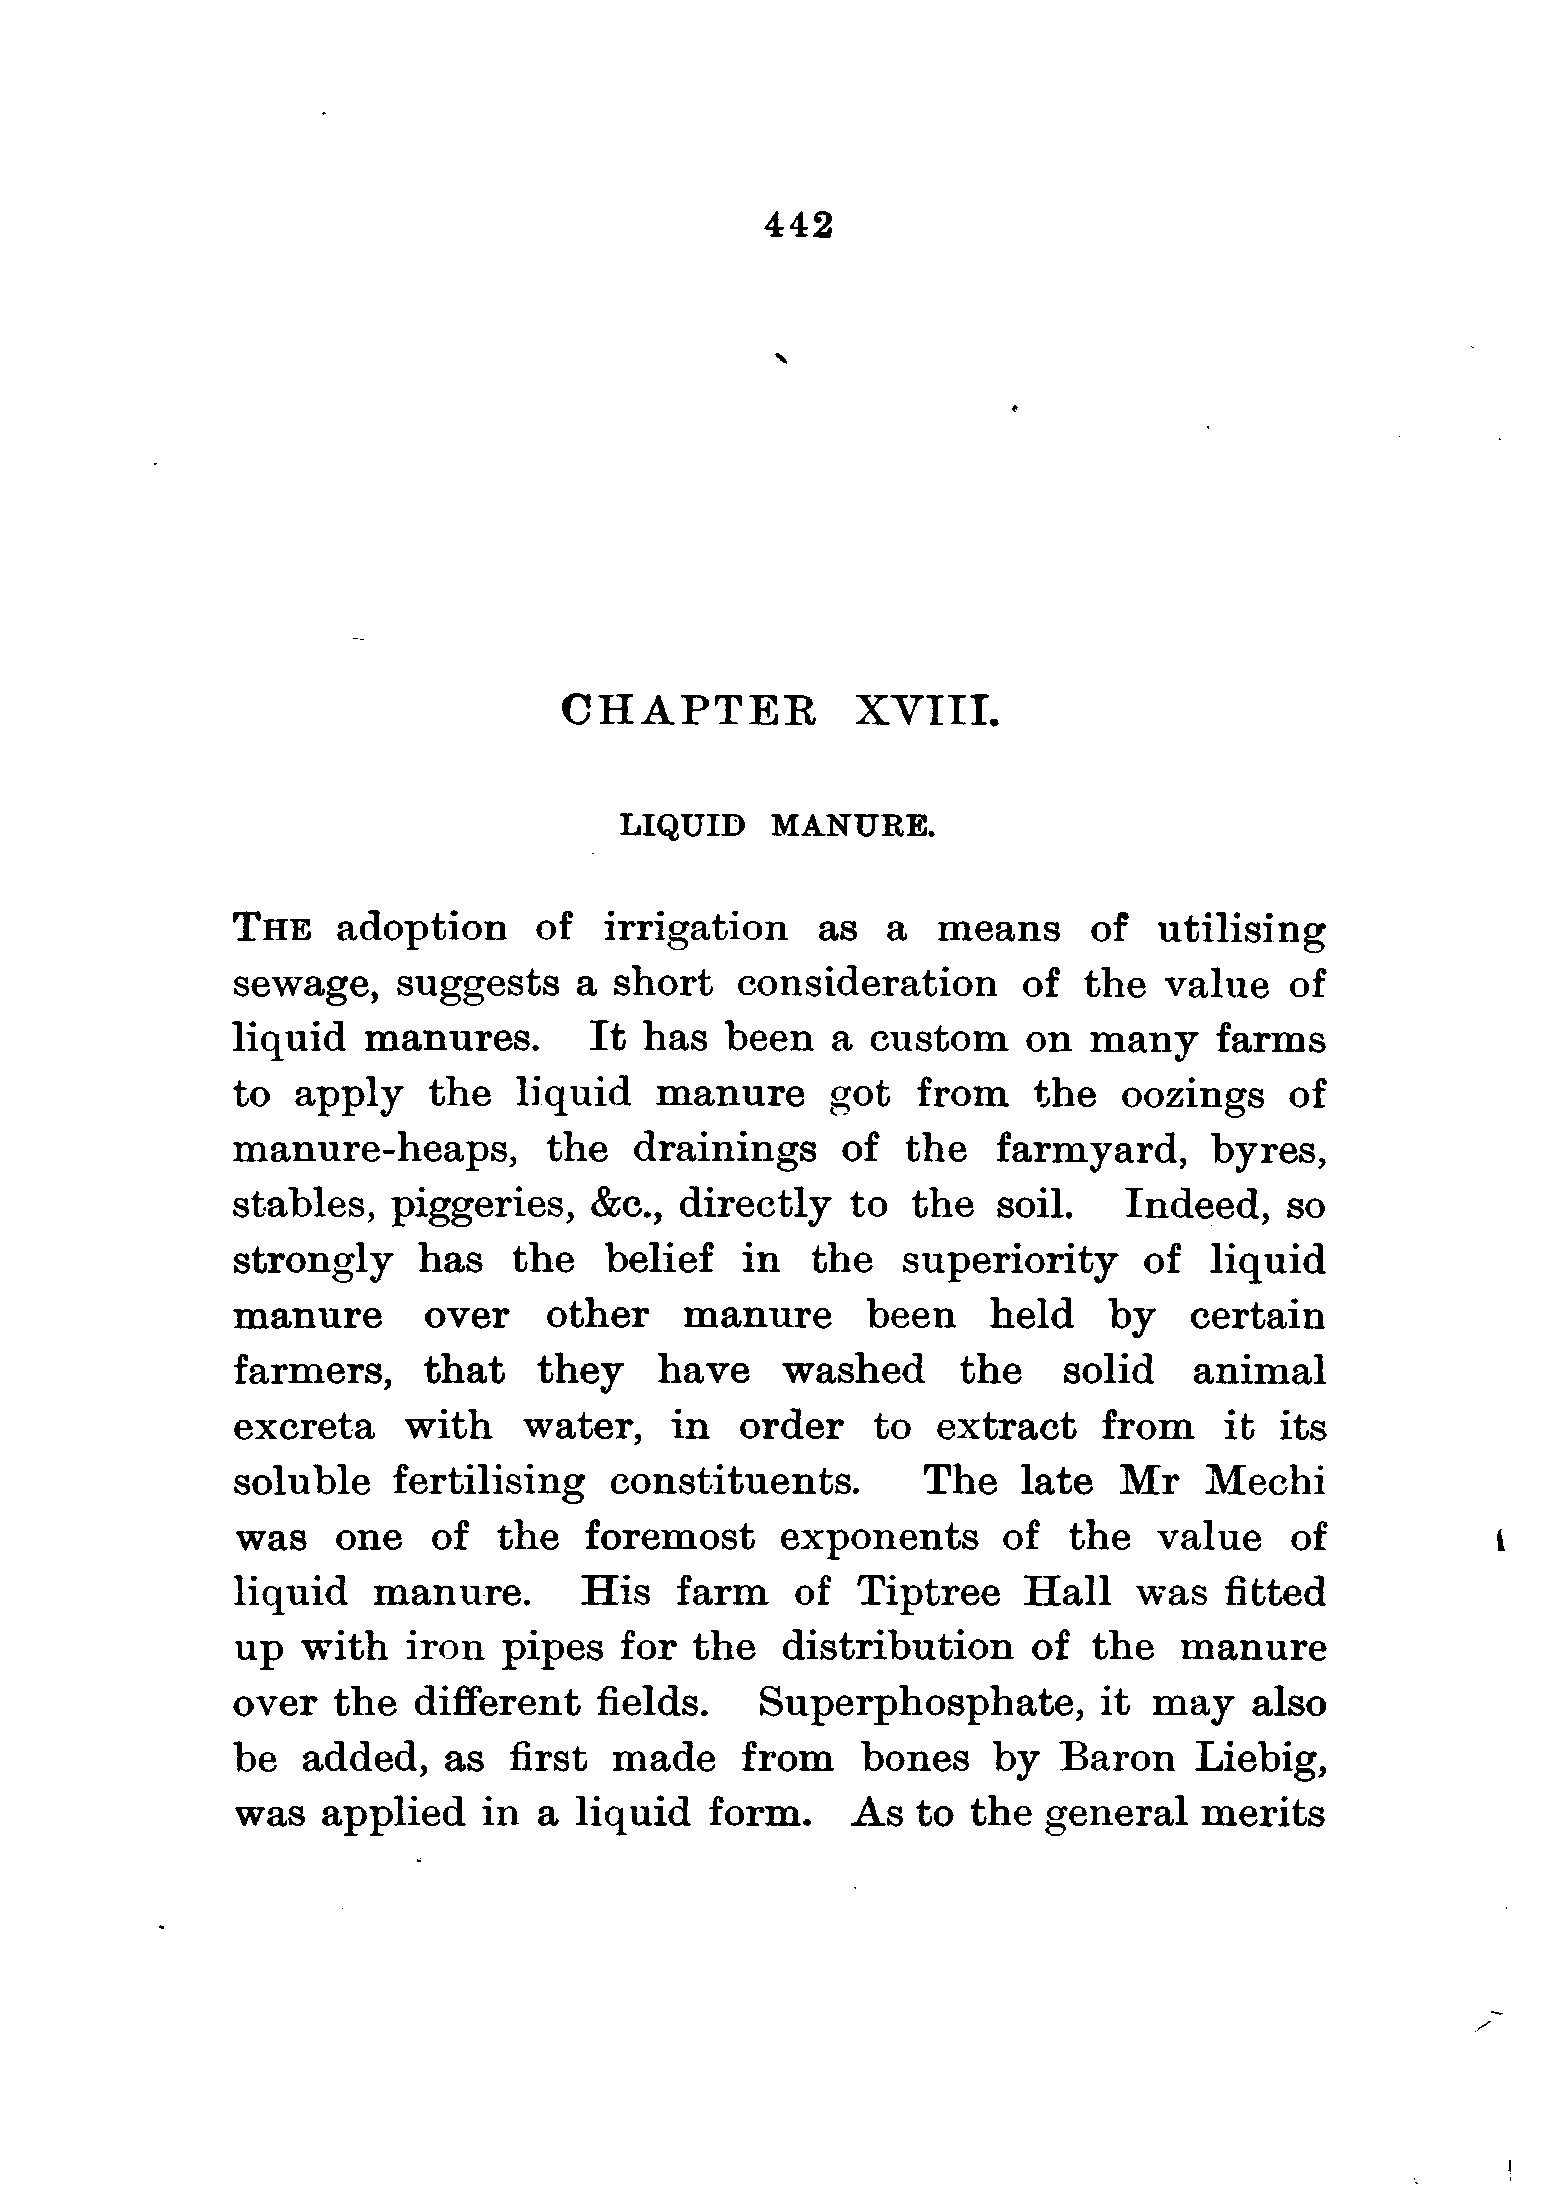 442
CHAPTER XVIII.
LIQUID MANURE.
THE adoption of irrigation as a means of utilising
sewage, suggests a short consideration of the value of
liquid manures. It has been a custom on many farms
to apply the liquid manure got from the oozings of
manure-heaps, the drainings of the farmyard, byres,
stables, piggeries, &c., directly to the soil. Indeed, so
strongly has the belief in the superiority of liquid
manure over other manure been held by certain
farmers, that they have washed the solid animal
excreta with water, in order to extract from it its
soluble fertilising constituents. The late Mr Mechi
was one of the foremost exponents of the value of
liquid manure. His farm of Tiptree Hall was fitted
up with iron pipes for the distribution of the manure
over the different fields. Superphosphate, it may also
be added, as first made from bones by Baron Liebig,
was applied in a liquid form. As to the general merits